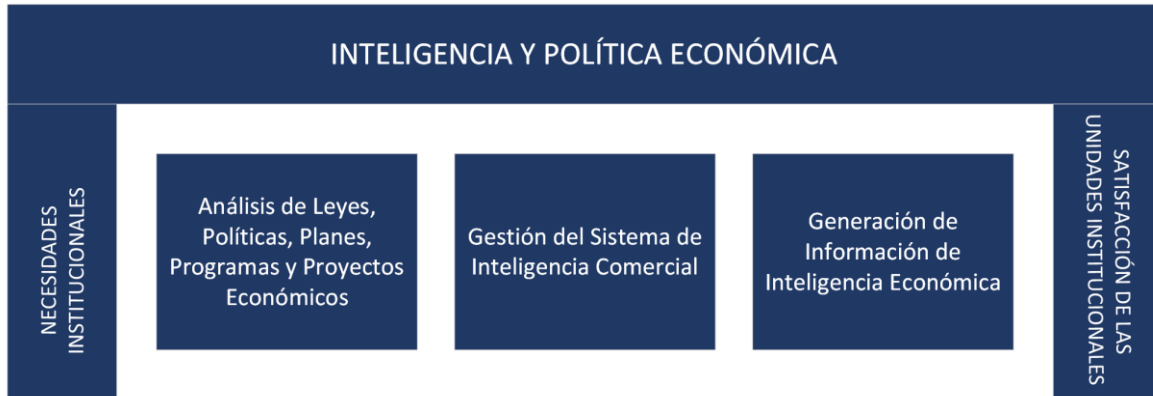 INTELIGENCIA Y POLÍTICA ECONÓMICA
NECESIDADES
INSTITUCIONALES
Análisis de Leyes,
Políticas, Planes,
Programas y Proyectos
Económicos
Gestión del Sistema de
Inteligencia Comercial
Generación de
Información de
Inteligencia Económica
SATISFACCIÓN DE LAS
UNIDADES INSTITUCIONALES